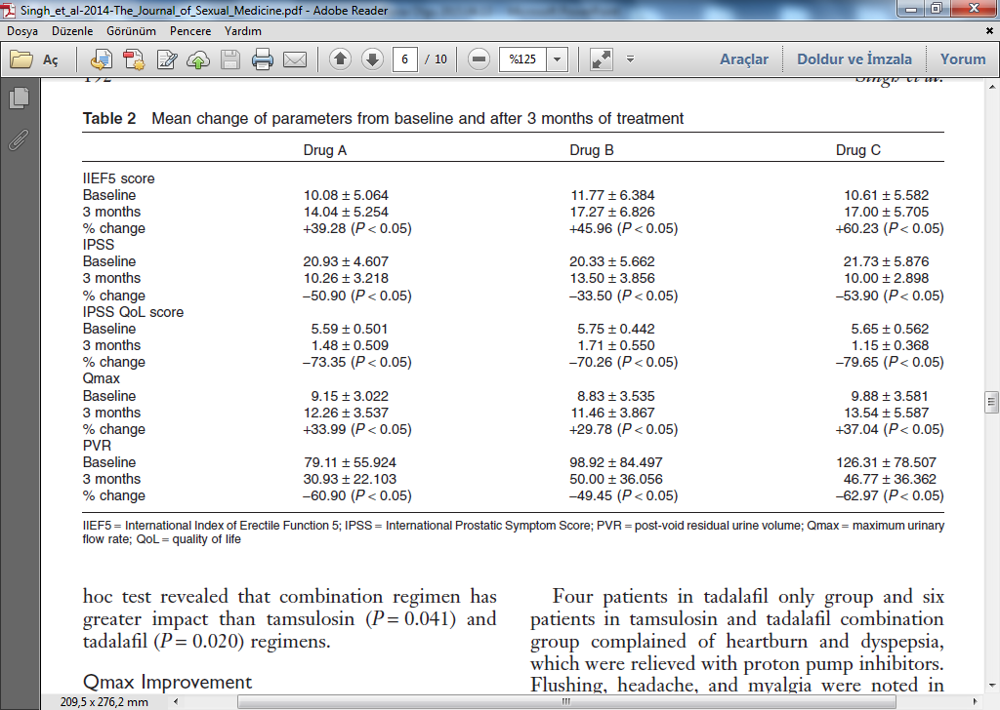 Singh_et_al-2014-The_Journal_of_Sexual_Medicine.pdf - Adobe Reader
Dosya Düzenle Görünüm Pencere Yardım
Aç 6 / 10 %125 Araçlar Doldur ve İmzala Yorum
192 Singh et al.
Table 2 Mean change of parameters from baseline and after 3 months of treatment
Drug A Drug B Drug C
IIEF5 score
Baseline 10.08 ± 5.064 11.77 ± 6.384 10.61 ± 5.582
3 months 14.04 ± 5.254 17.27 ± 6.826 17.00 ± 5.705
% change +39.28 (P < 0.05) +45.96 (P < 0.05) +60.23 (P < 0.05)
IPSS
Baseline 20.93 ± 4.607 20.33 ± 5.662 21.73 ± 5.876
3 months 10.26 ± 3.218 13.50 ± 3.856 10.00 ± 2.898
% change –50.90 (P < 0.05) –33.50 (P < 0.05) –53.90 (P < 0.05)
IPSS QoL score
Baseline 5.59 ± 0.501 5.75 ± 0.442 5.65 ± 0.562
3 months 1.48 ± 0.509 1.71 ± 0.550 1.15 ± 0.368
% change –73.35 (P < 0.05) –70.26 (P < 0.05) –79.65 (P < 0.05)
Qmax
Baseline 9.15 ± 3.022 8.83 ± 3.535 9.88 ± 3.581
3 months 12.26 ± 3.537 11.46 ± 3.867 13.54 ± 5.587
% change +33.99 (P < 0.05) +29.78 (P < 0.05) +37.04 (P < 0.05)
PVR
Baseline 79.11 ± 55.924 98.92 ± 84.497 126.31 ± 78.507
3 months 30.93 ± 22.103 50.00 ± 36.056 46.77 ± 36.362
% change –60.90 (P < 0.05) –49.45 (P < 0.05) –62.97 (P < 0.05)
IIEF5 = International Index of Erectile Function 5; IPSS = International Prostatic Symptom Score; PVR = post-void residual urine volume; Qmax = maximum urinary
flow rate; QoL = quality of life
hoc test revealed that combination regimen has
greater impact than tamsulosin (P = 0.041) and
tadalafil (P = 0.020) regimens.
Qmax Improvement
Four patients in tadalafil only group and six
patients in tamsulosin and tadalafil combination
group complained of heartburn and dyspepsia,
which were relieved with proton pump inhibitors.
Flushing, headache, and myalgia were noted in
209,5 x 276,2 mm